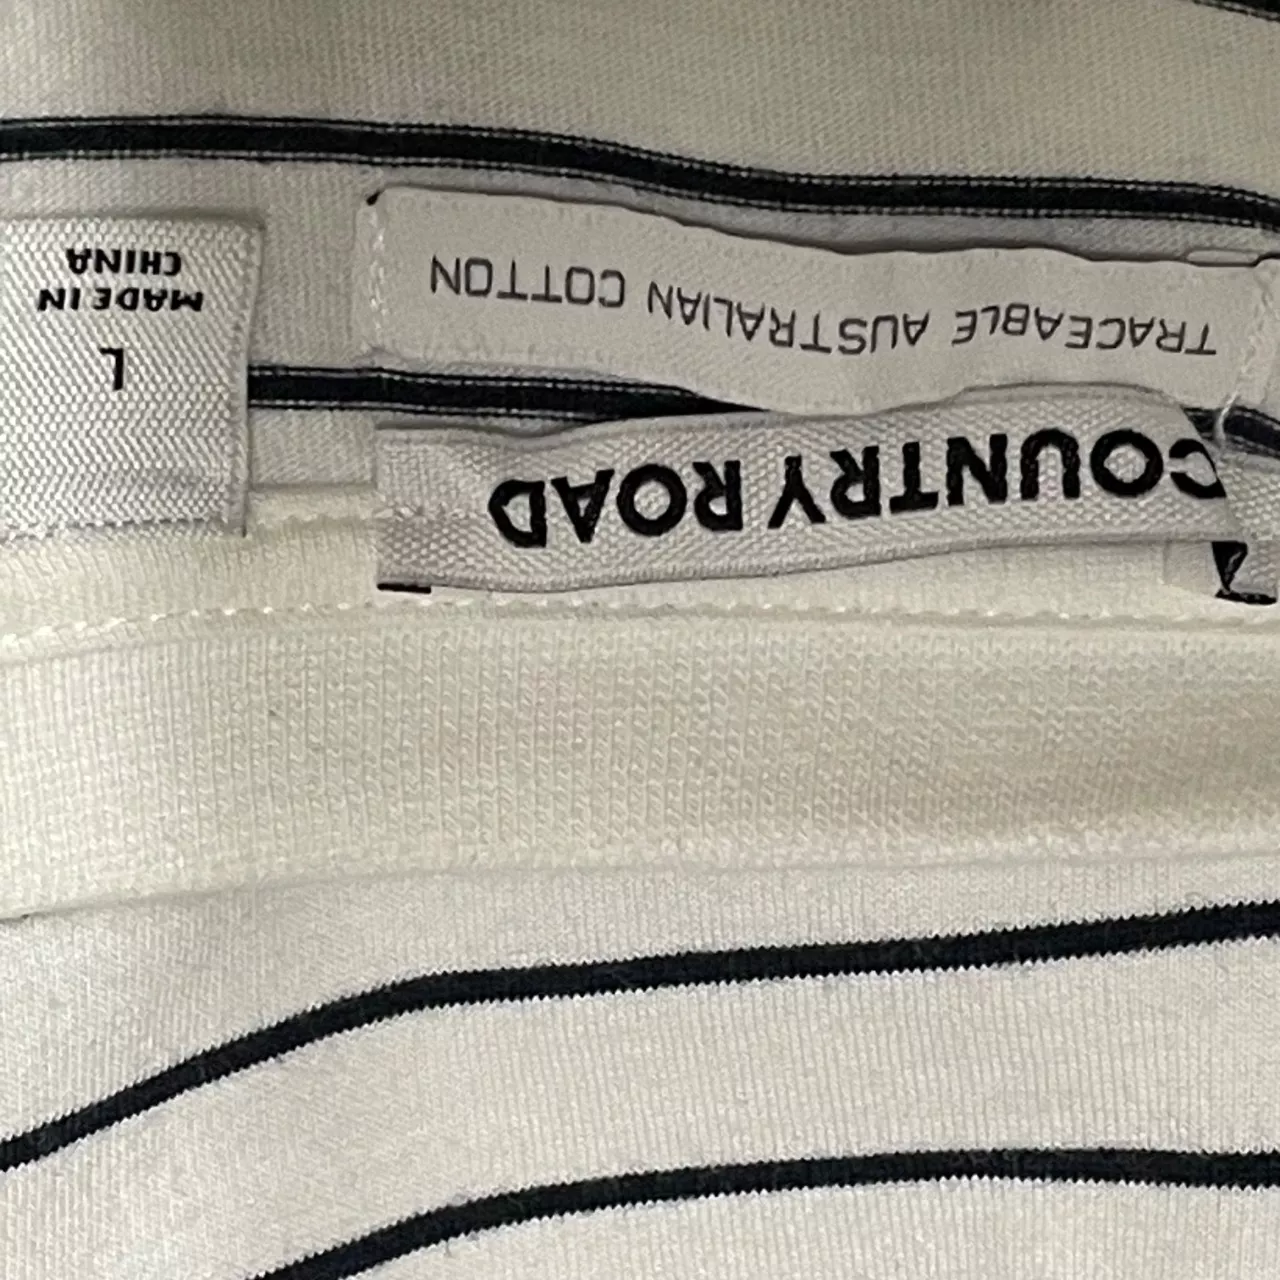 COUNTRY ROAD
TRACEABLE AUSTRALIAN COTTON
L
MADE IN
CHINA